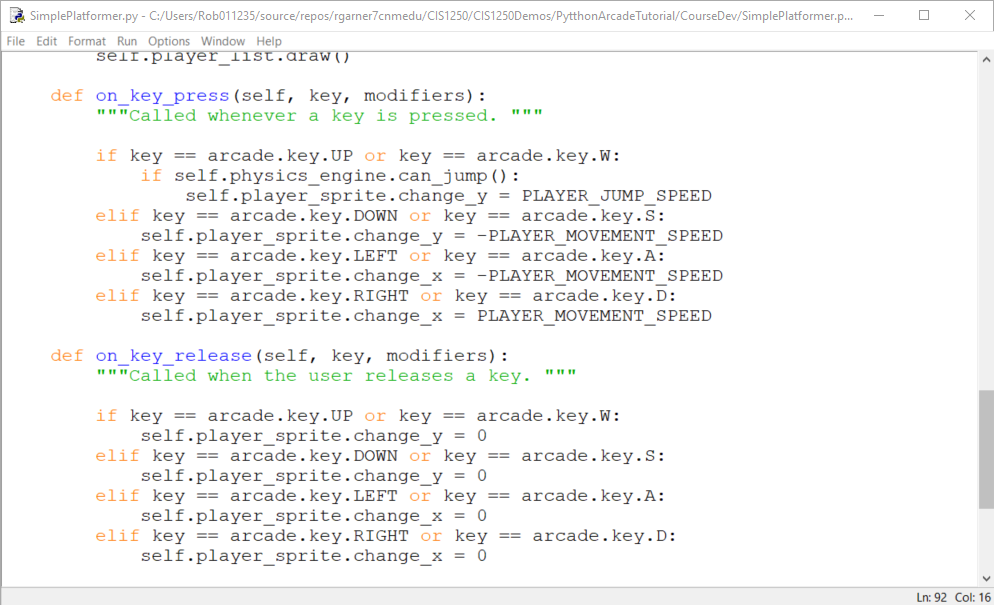 SimplePlatformer.py - C:/Users/Rob011235/source/repos/rgarner7cnmedu/CIS1250/CIS1250Demos/PytthonArcadeTutorial/CourseDev/SimplePlatformer.p...
File Edit Format Run Options Window Help
        self.player_list.draw()

    def on_key_press(self, key, modifiers):
        """Called whenever a key is pressed. """

        if key == arcade.key.UP or key == arcade.key.W:
            if self.physics_engine.can_jump():
                self.player_sprite.change_y = PLAYER_JUMP_SPEED
        elif key == arcade.key.DOWN or key == arcade.key.S:
            self.player_sprite.change_y = -PLAYER_MOVEMENT_SPEED
        elif key == arcade.key.LEFT or key == arcade.key.A:
            self.player_sprite.change_x = -PLAYER_MOVEMENT_SPEED
        elif key == arcade.key.RIGHT or key == arcade.key.D:
            self.player_sprite.change_x = PLAYER_MOVEMENT_SPEED

    def on_key_release(self, key, modifiers):
        """Called when the user releases a key. """

        if key == arcade.key.UP or key == arcade.key.W:
            self.player_sprite.change_y = 0
        elif key == arcade.key.DOWN or key == arcade.key.S:
            self.player_sprite.change_y = 0
        elif key == arcade.key.LEFT or key == arcade.key.A:
            self.player_sprite.change_x = 0
        elif key == arcade.key.RIGHT or key == arcade.key.D:
            self.player_sprite.change_x = 0
Ln: 92 Col: 16